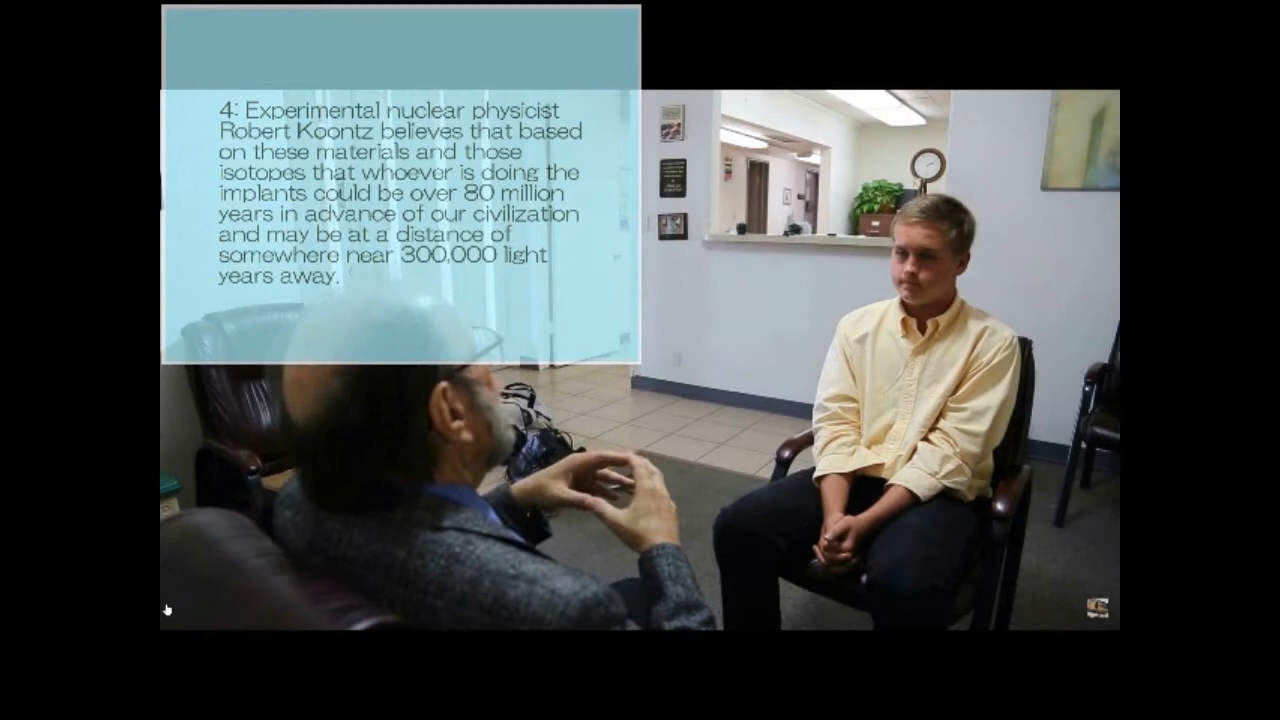 4: Experimental nuclear physicist
Robert Koontz believes that based
on these materials and those
isotopes that whoever is doing the
implants could be over 80 million
years in advance of our civilization
and may be at a distance of
somewhere near 300,000 light
years away.